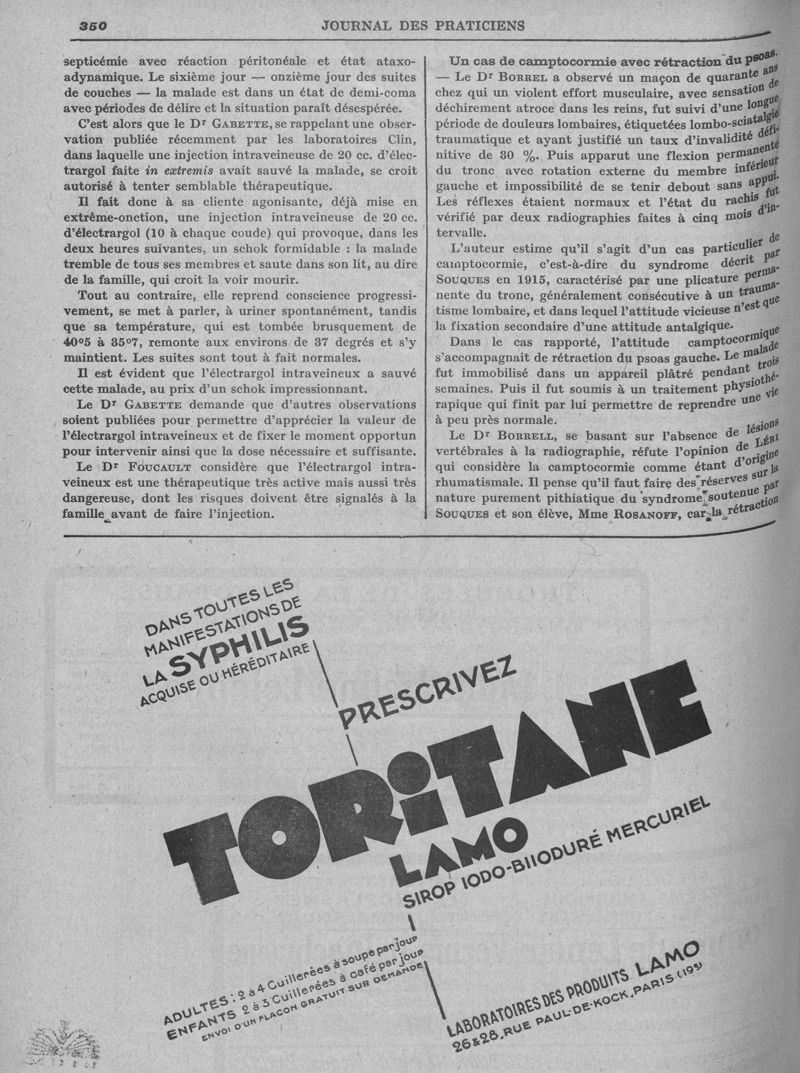 350
JOURNAL DES PRATICIENS
septicémie avec réaction péritonéale et état ataxo-
adynamique. Le sixième jour — onzième jour des suites
de couches — la malade est dans un état de demi-coma
avec périodes de délire et la situation paraît désespérée.
C'est alors que le Dr GABETTE, se rappelant une obser-
vation publiée récemment par les laboratoires Clin,
dans laquelle une injection intraveineuse de 20 cc. d'élec-
trargol faite in extremis avait sauvé la malade, se croit
autorisé à tenter semblable thérapeutique.
Il fait donc à sa cliente agonisante, déjà mise en
extrême-onction, une injection intraveineuse de 20 cc.
d'électrargol (10 à chaque coude) qui provoque, dans les
deux heures suivantes, un schok formidable : la malade
tremble de tous ses membres et saute dans son lit, au dire
de la famille, qui croit la voir mourir.
Tout au contraire, elle reprend conscience progressi-
vement, se met à parler, à uriner spontanément, tandis
que sa température, qui est tombée brusquement de
40°5 à 35°7, remonte aux environs de 37 degrés et s'y
maintient. Les suites sont tout à fait normales.
Il est évident que l'électrargol intraveineux a sauvé
cette malade, au prix d'un schok impressionnant.
Le Dr GABETTE demande que d'autres observations
soient publiées pour permettre d'apprécier la valeur de
l'électrargol intraveineux et de fixer le moment opportun
pour intervenir ainsi que la dose nécessaire et suffisante.
Le Dr FOUCAULT considère que l'électrargol intra-
veineux est une thérapeutique très active mais aussi très
dangereuse, dont les risques doivent être signalés à la
famille avant de faire l'injection.
Un cas de camptocormie avec rétraction du psoas.
— Le Dr BORREL a observé un maçon de quarante ans
chez qui un violent effort musculaire, avec sensation de
déchirement atroce dans les reins, fut suivi d'une longue
période de douleurs lombaires, étiquetées lombo-sciatalgie
traumatique et ayant justifié un taux d'invalidité défi-
nitive de 30 %. Puis apparut une flexion permanente
du tronc avec rotation externe du membre inférieur
gauche et impossibilité de se tenir debout sans appui.
Les réflexes étaient normaux et l'état du rachis fut
vérifié par deux radiographies faites à cinq mois d'in-
tervalle.
L'auteur estime qu'il s'agit d'un cas particulier de
camptocormie, c'est-à-dire du syndrome décrit par
SOUQUES en 1915, caractérisé par une plicature perma-
nente du tronc, généralement consécutive à un trauma-
tisme lombaire, et dans lequel l'attitude vicieuse n'est que
la fixation secondaire d'une attitude antalgique.
Dans le cas rapporté, l'attitude camptocormique
s'accompagnait de rétraction du psoas gauche. Le malade
fut immobilisé dans un appareil plâtré pendant trois
semaines. Puis il fut soumis à un traitement physiothé-
rapique qui finit par lui permettre de reprendre une vie
à peu près normale.
Le Dr BORRELL, se basant sur l'absence de lésions
vertébrales à la radiographie, réfute l'opinion de LÉRI
qui considère la camptocormie comme étant d'origine
rhumatismale. Il pense qu'il faut faire des réserves sur la
nature purement pithiatique du syndrome soutenue par
SOUQUES et son élève, Mme ROSANOFF, car la rétraction
DANS TOUTES LES
MANIFESTATIONS DE
LA SYPHILIS
ACQUISE OU HÉRÉDITAIRE
PRESCRIVEZ
TORiTANE
LAMO
SIROP IODO-BIIODURÉ MERCURIEL
ADULTES : 2 à 4 Cuillerées à soupe par jour
ENFANTS 2 à 3 Cuillerées à café par jour
ENVOI D'UN FLACON GRATUIT SUR DEMANDE
LABORATOIRES DES PRODUITS LAMO
26 & 28, RUE PAUL-DE-KOCK, PARIS (19e)